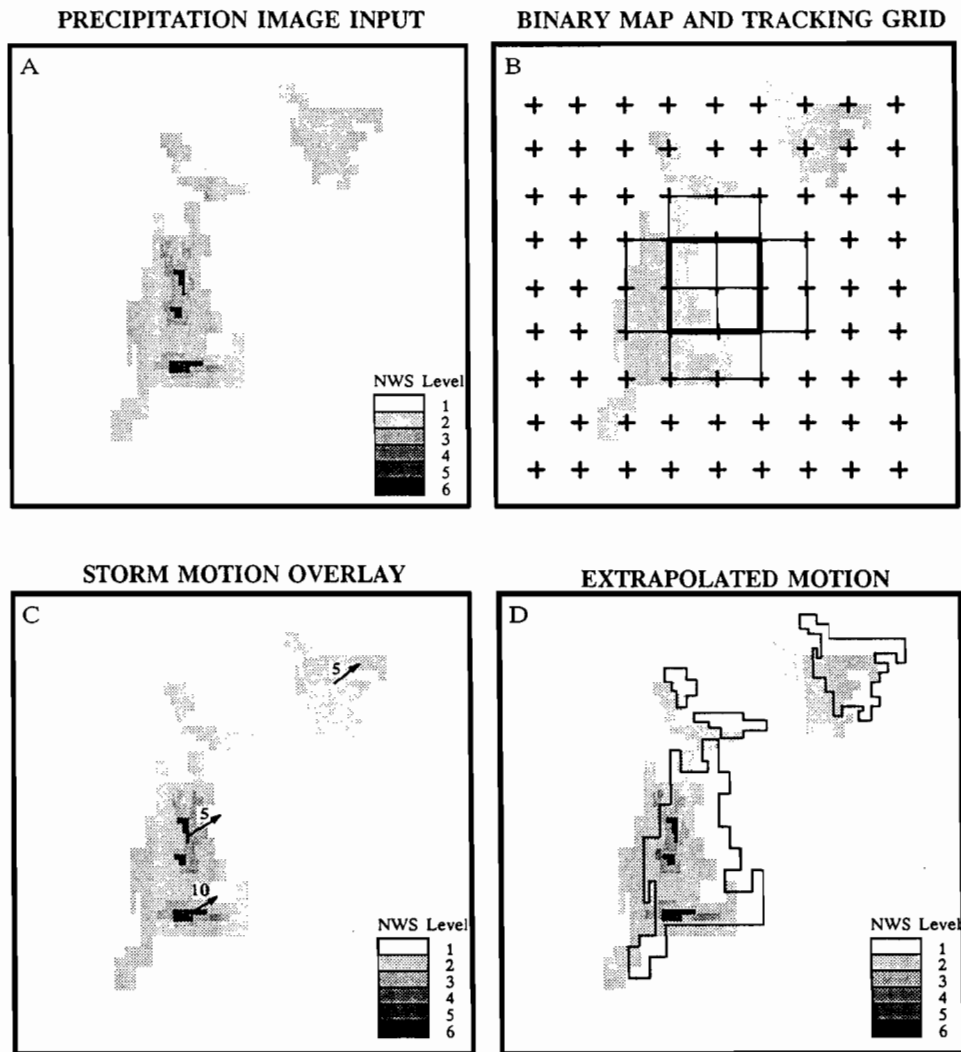 PRECIPITATION IMAGE INPUT
BINARY MAP AND TRACKING GRID
A
NWS Level
1
2
3
4
5
6
B
STORM MOTION OVERLAY
EXTRAPOLATED MOTION
C
5
5
10
NWS Level
1
2
3
4
5
6
D
NWS Level
1
2
3
4
5
6